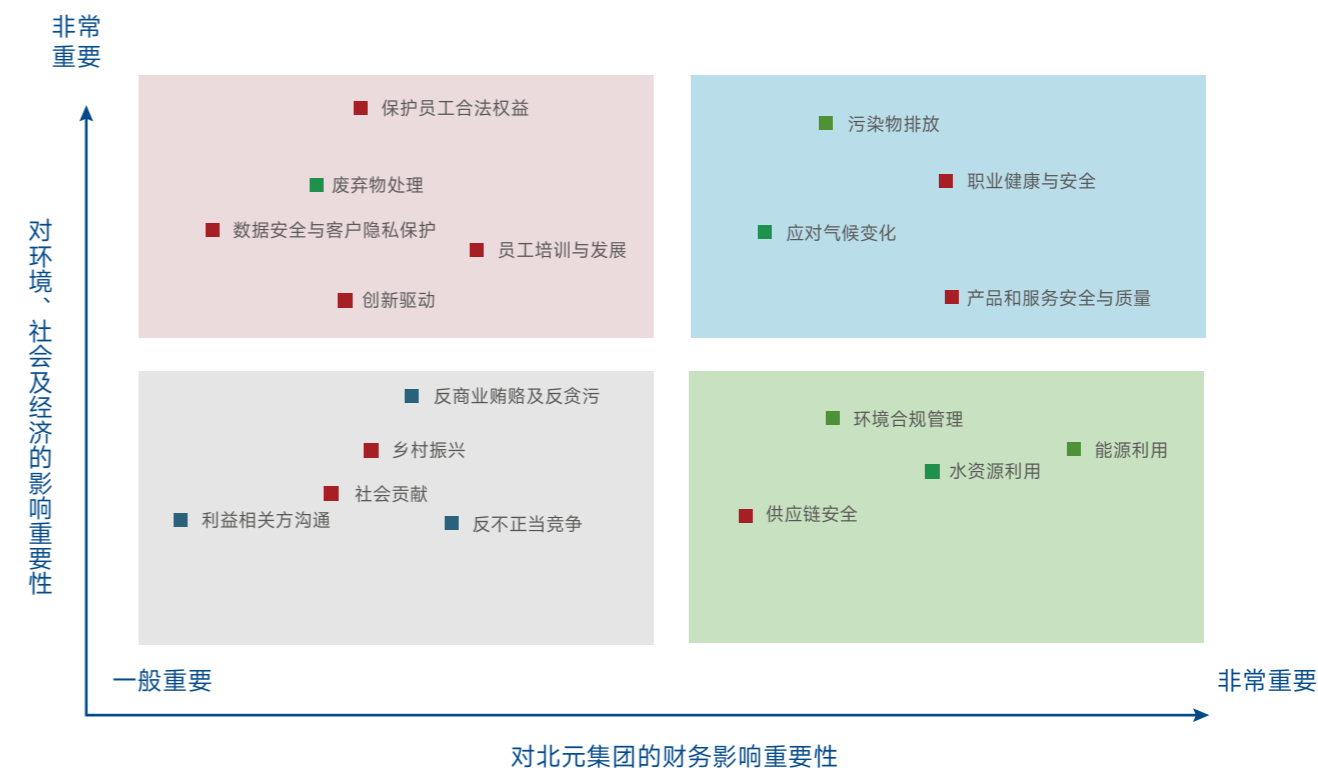 非常
重要
保护员工合法权益
废弃物处理
数据安全与客户隐私保护
员工培训与发展
创新驱动
污染物排放
职业健康与安全
应对气候变化
产品和服务安全与质量
对环境、社会及经济的影响重要性
反商业贿赂及反贪污
乡村振兴
社会贡献
利益相关方沟通
反不正当竞争
环境合规管理
能源利用
水资源利用
供应链安全
一般重要
非常重要
对北元集团的财务影响重要性